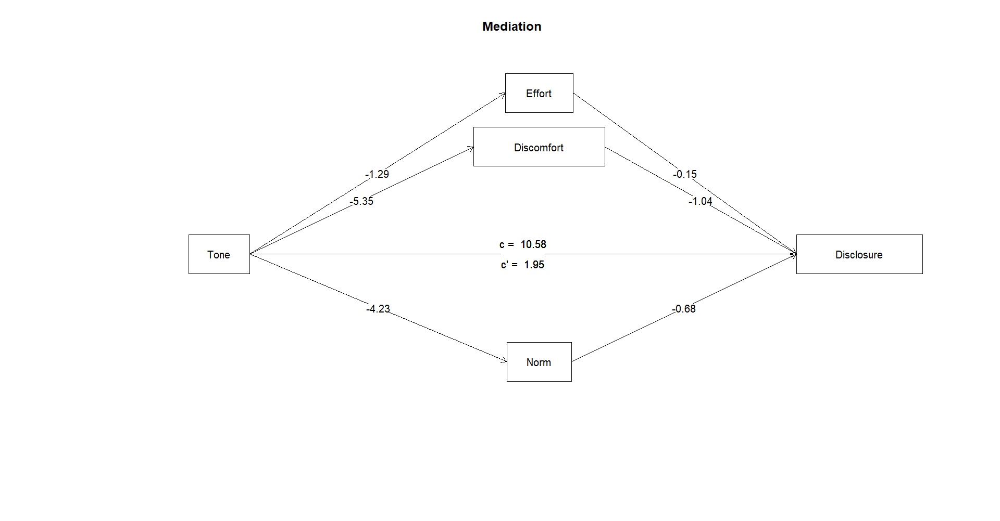 Mediation
Effort
Discomfort
-1.29
-0.15
-5.35
-1.04
c =  10.58
Tone
Disclosure
c' =  1.95
-4.23
-0.68
Norm